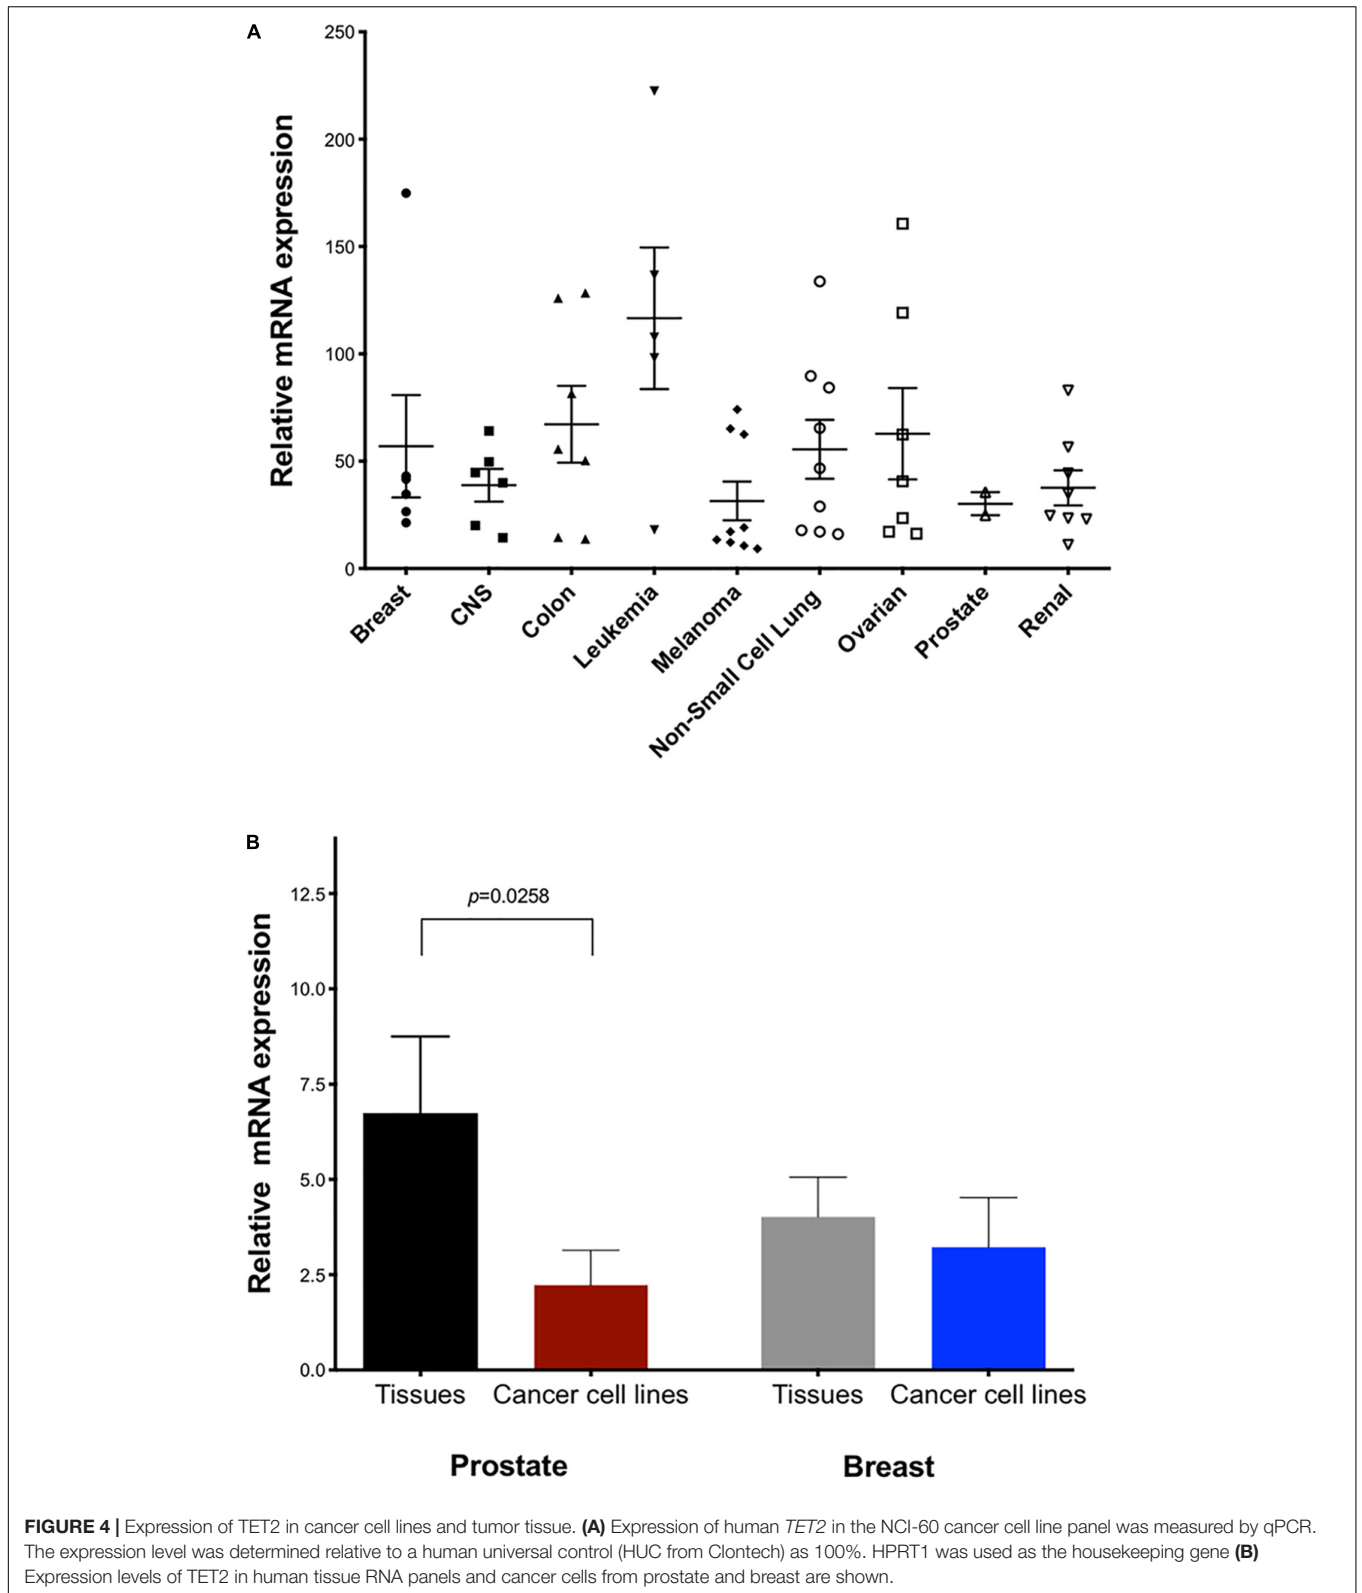 A
250
200
150
100
50
0
Relative mRNA expression
Breast
CNS
Colon
Leukemia
Melanoma
Non-Small Cell Lung
Ovarian
Prostate
Renal
B
12.5
10.0
7.5
5.0
2.5
0.0
Relative mRNA expression
p=0.0258
Tissues Cancer cell lines Tissues Cancer cell lines
Prostate Breast
FIGURE 4 | Expression of TET2 in cancer cell lines and tumor tissue. (A) Expression of human TET2 in the NCI-60 cancer cell line panel was measured by qPCR.
The expression level was determined relative to a human universal control (HUC from Clontech) as 100%. HPRT1 was used as the housekeeping gene (B)
Expression levels of TET2 in human tissue RNA panels and cancer cells from prostate and breast are shown.